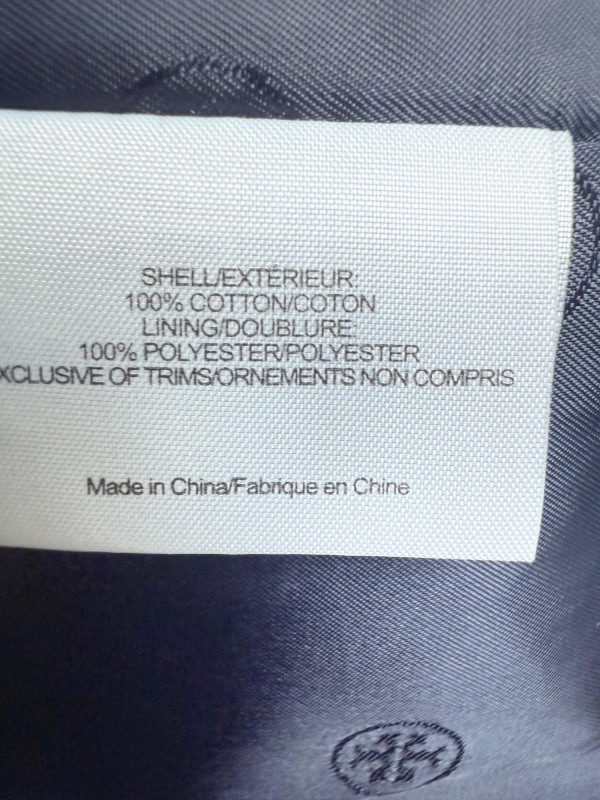 SHELL/EXTÉRIEUR:
100% COTTON/COTON
LINING/DOUBLURE:
100% POLYESTER/POLYESTER
XCLUSIVE OF TRIMS/ORNEMENTS NON COMPRIS
Made in China/Fabrique en Chine